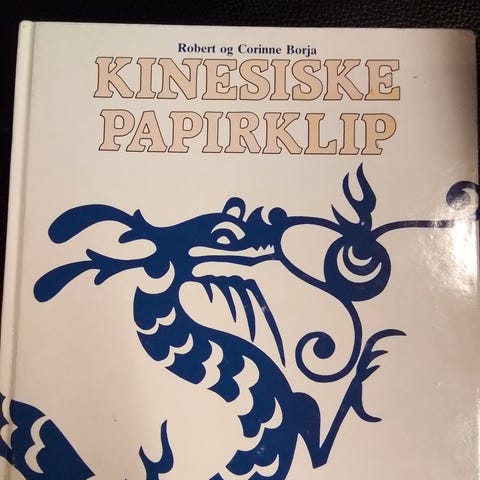 Robert og Corinne Borja
KINESISKE
PAPIRKLIP